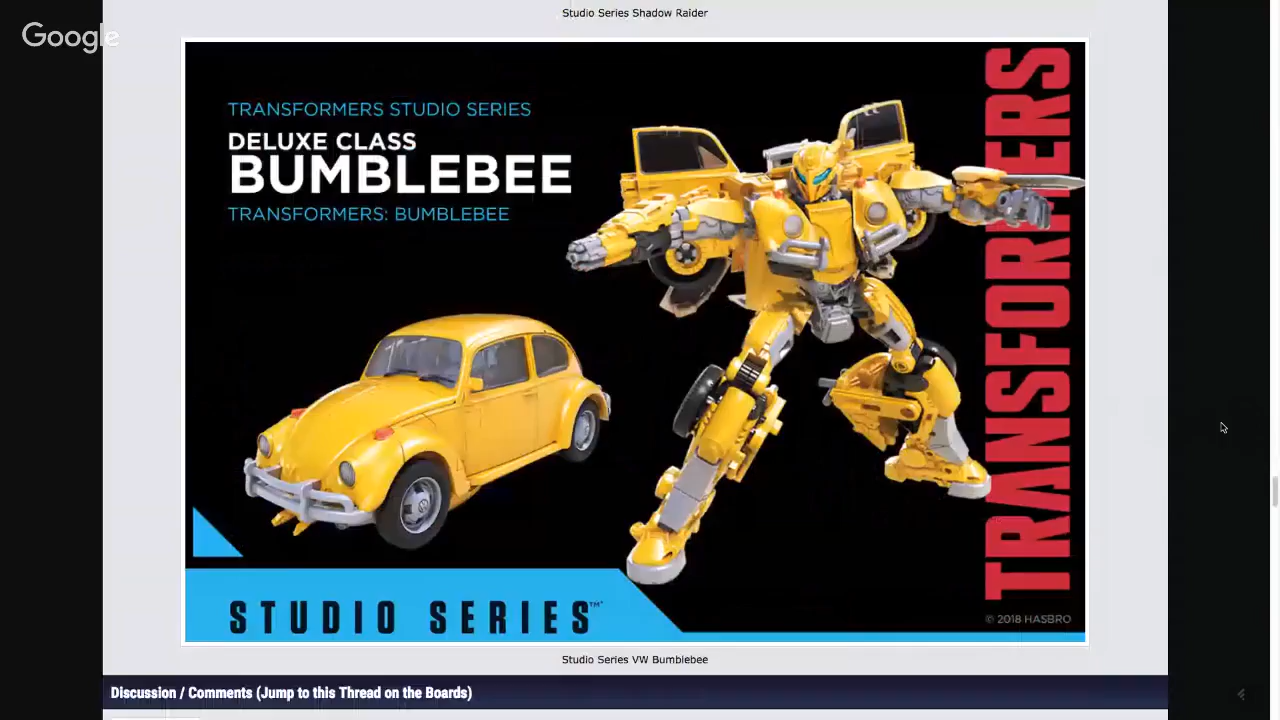 Studio Series Shadow Raider
Google
TRANSFORMERS STUDIO SERIES
DELUXE CLASS
BUMBLEBEE
TRANSFORMERS: BUMBLEBEE
TRANSFORMERS
STUDIO SERIES™
© 2018 HASBRO
Studio Series VW Bumblebee
Discussion / Comments (Jump to this Thread on the Boards)